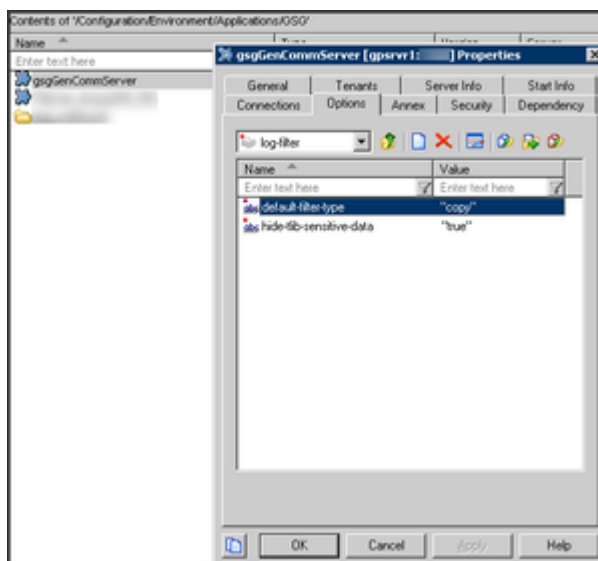 Contents of '/Configuration/Environment/Applications/GSG'
Name
Enter text here
gsgGenCommServer
gsgGenCommServer [gpsrvr1: ] Properties
General Tenants Server Info Start Info
Connections Options Annex Security Dependency
log-filter
Name Value
Enter text here Enter text here
default-filter-type "copy"
hide-tlib-sensitive-data "true"
OK Cancel Apply Help